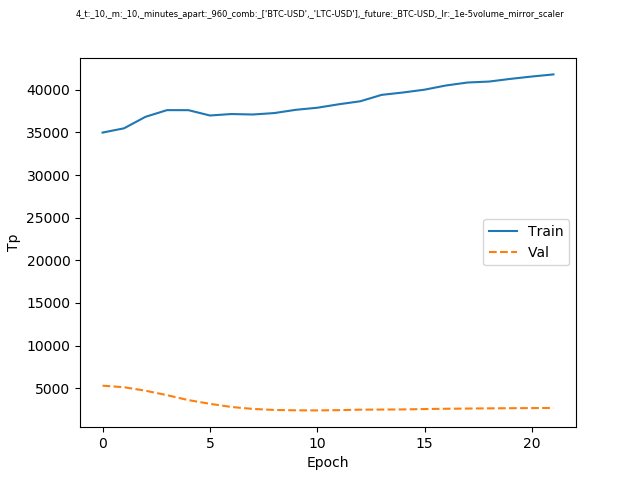 4_t:_10,_m:_10,_minutes_apart:_960_comb:_['BTC-USD',_'LTC-USD'],_future:_BTC-USD,_lr:_1e-5volume_mirror_scaler
40000
35000
30000
25000
20000
15000
10000
5000
Tp
Train
Val
0 5 10 15 20
Epoch